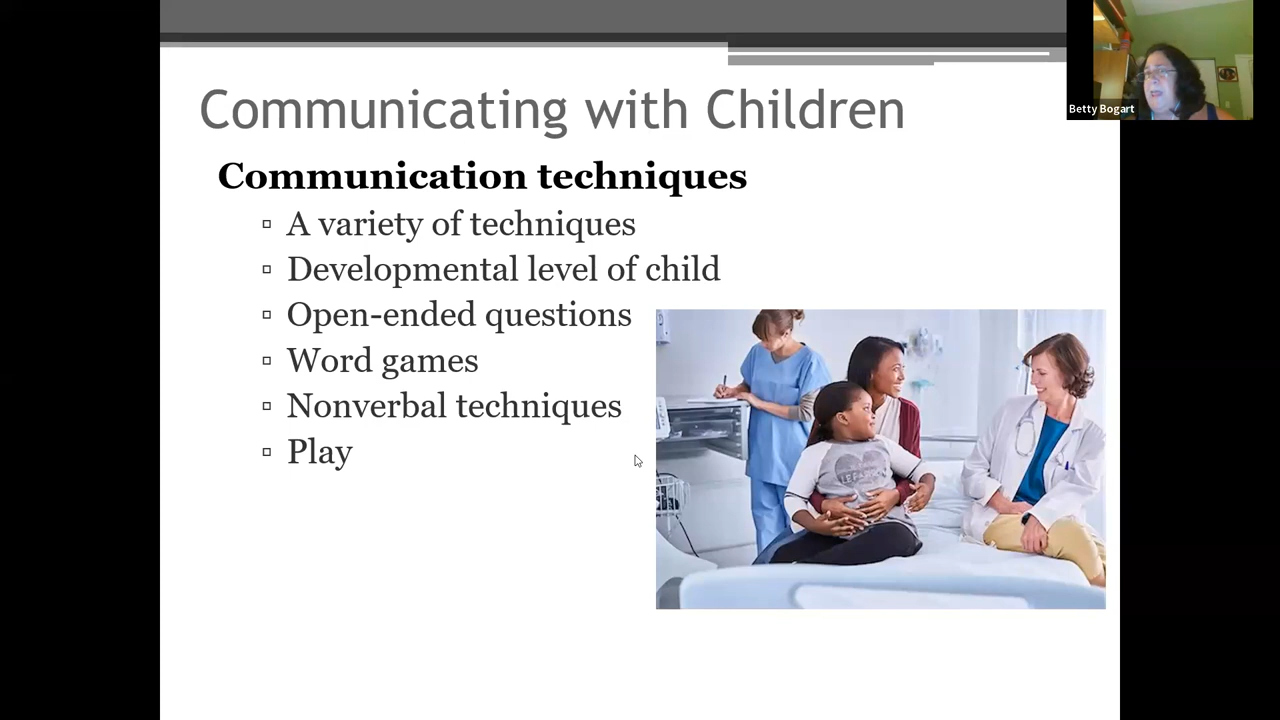 Betty Bogart
Communicating with Children
Communication techniques
A variety of techniques
Developmental level of child
Open-ended questions
Word games
Nonverbal techniques
Play